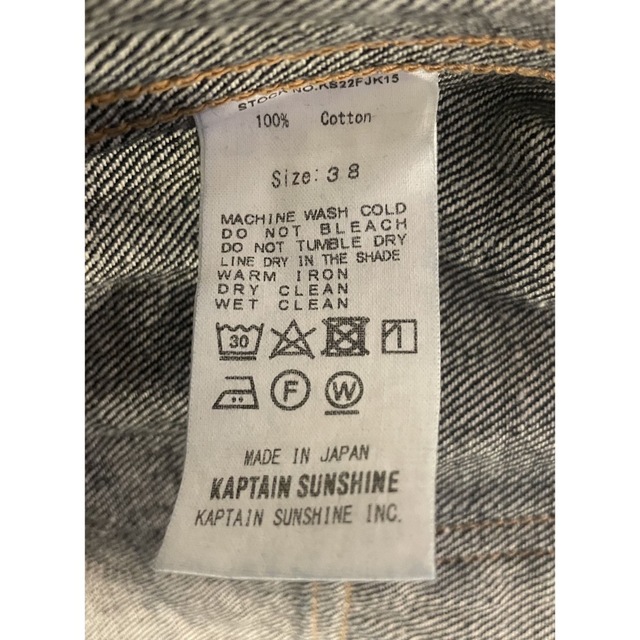 STOCK NO.KS22FJK15
100% Cotton
Size:38
MACHINE WASH COLD
DO NOT BLEACH
DO NOT TUMBLE DRY
LINE DRY IN THE SHADE
WARM IRON
DRY CLEAN
WET CLEAN
30
F W
MADE IN JAPAN
KAPTAIN SUNSHINE
KAPTAIN SUNSHINE INC.